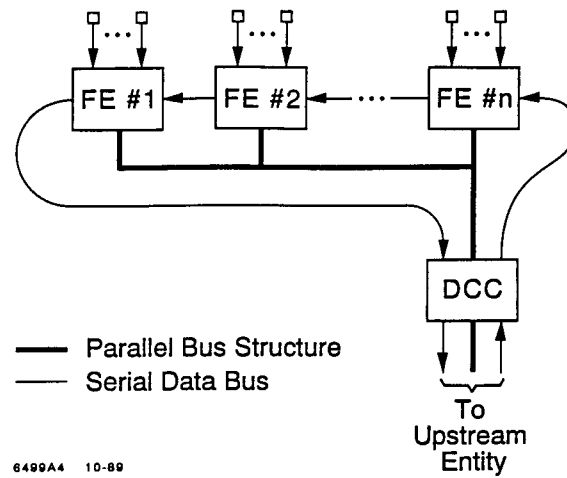 FE #1
FE #2
FE #n
DCC
Parallel Bus Structure
Serial Data Bus
To
Upstream
Entity
6499A4 10-89